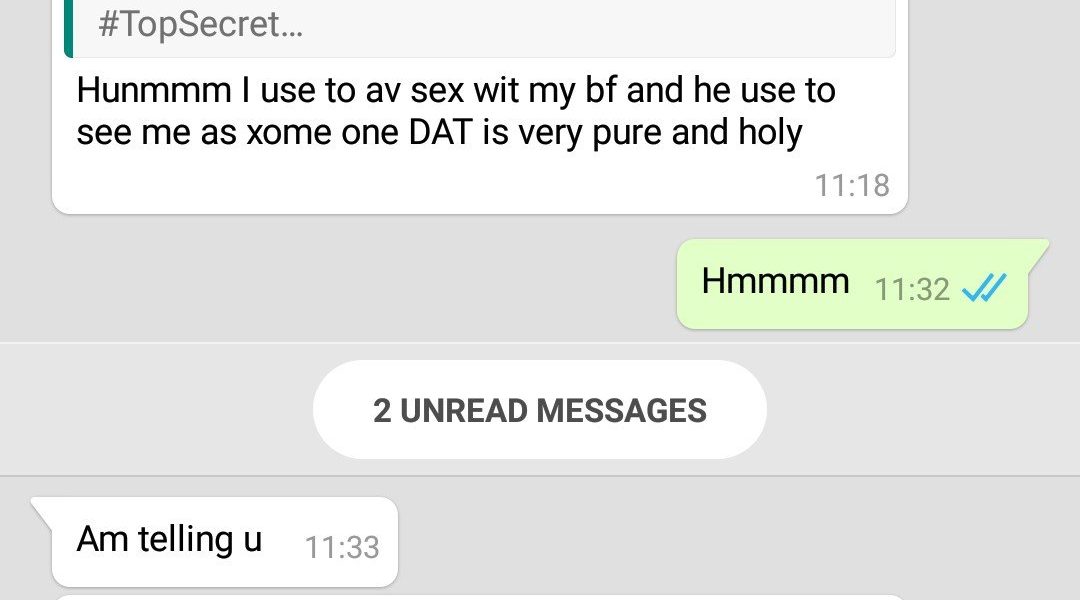 #TopSecret...
Hunmmm I use to av sex wit my bf and he use to
see me as xome one DAT is very pure and holy
11:18
Hmmmm 11:32
2 UNREAD MESSAGES
Am telling u 11:33